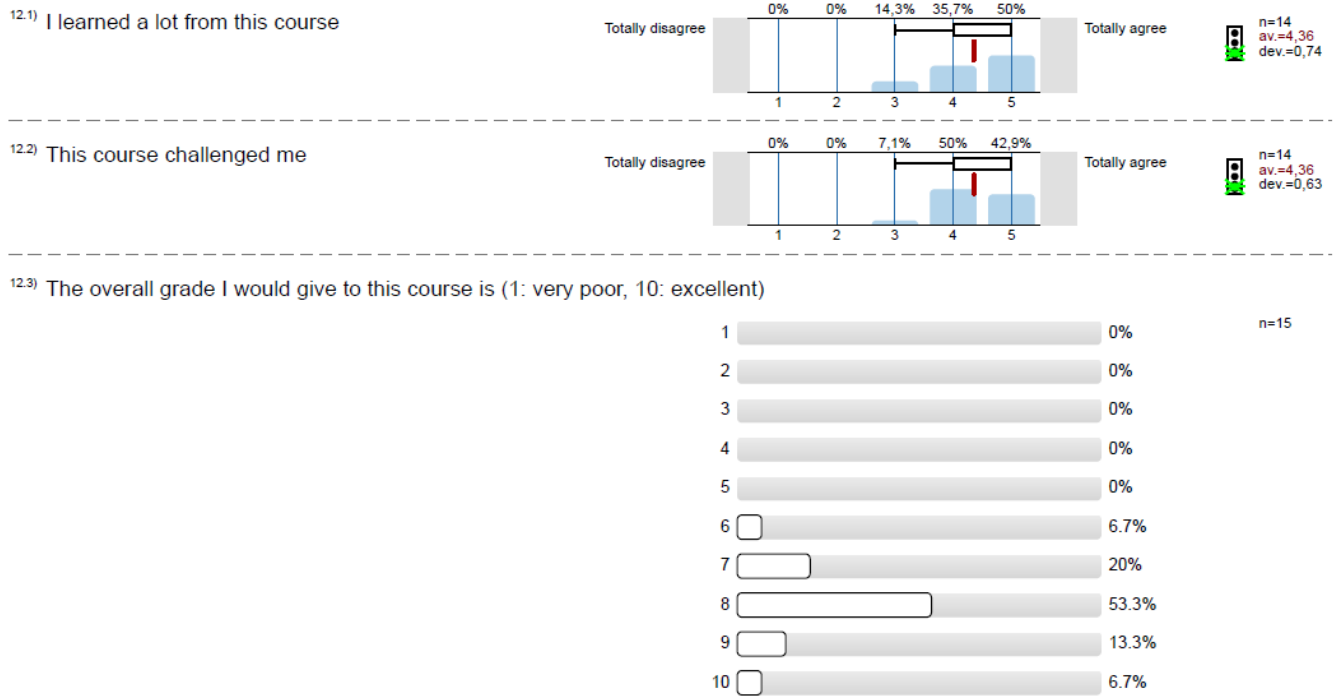 12.1) I learned a lot from this course
0% 0% 14,3% 35,7% 50%
Totally disagree Totally agree
1 2 3 4 5
n=14
av.=4,36
dev.=0,74
12.2) This course challenged me
0% 0% 7,1% 50% 42,9%
Totally disagree Totally agree
1 2 3 4 5
n=14
av.=4,36
dev.=0,63
12.3) The overall grade I would give to this course is (1: very poor, 10: excellent)
n=15
1 0%
2 0%
3 0%
4 0%
5 0%
6 6.7%
7 20%
8 53.3%
9 13.3%
10 6.7%